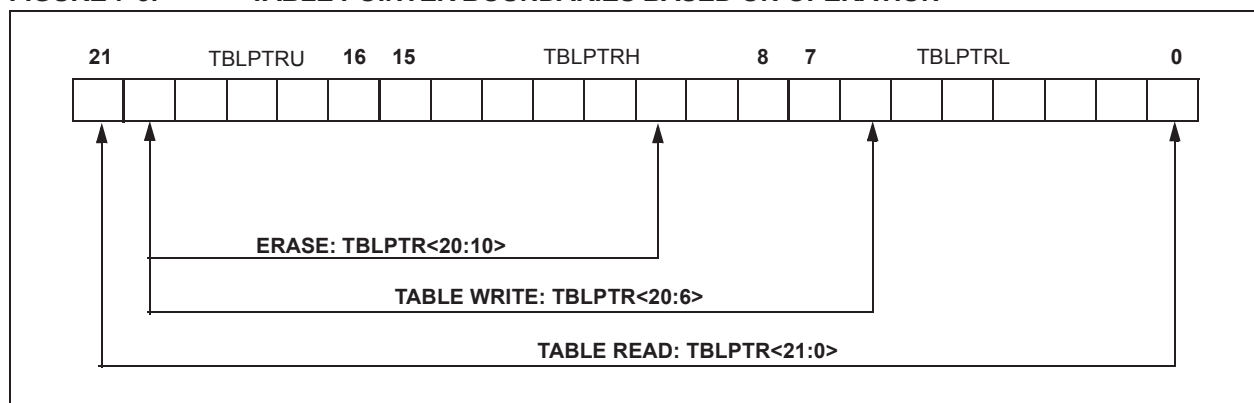 21 TBLPTRU 16 15 TBLPTRH 8 7 TBLPTRL 0
ERASE: TBLPTR<20:10>
TABLE WRITE: TBLPTR<20:6>
TABLE READ: TBLPTR<21:0>